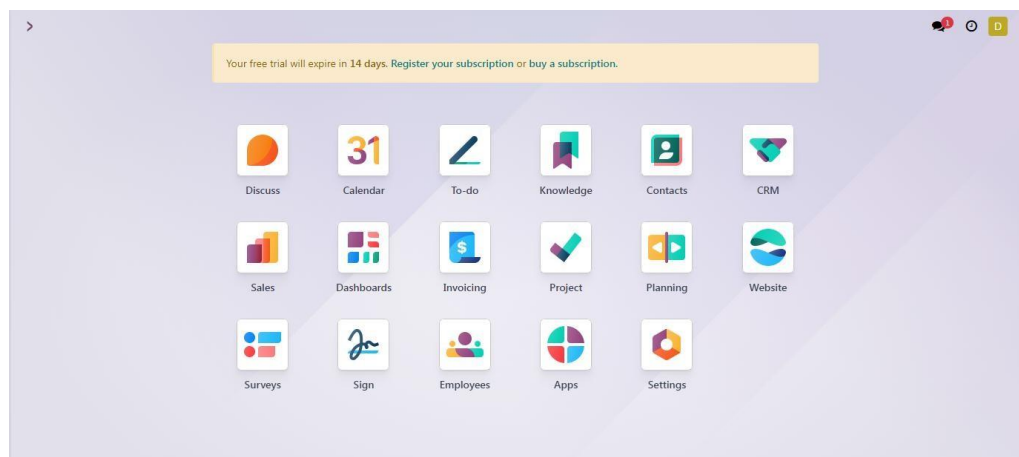 1
D
Your free trial will expire in 14 days. Register your subscription or buy a subscription.
31
Discuss Calendar To-do Knowledge Contacts CRM
$
Sales Dashboards Invoicing Project Planning Website
Surveys Sign Employees Apps Settings